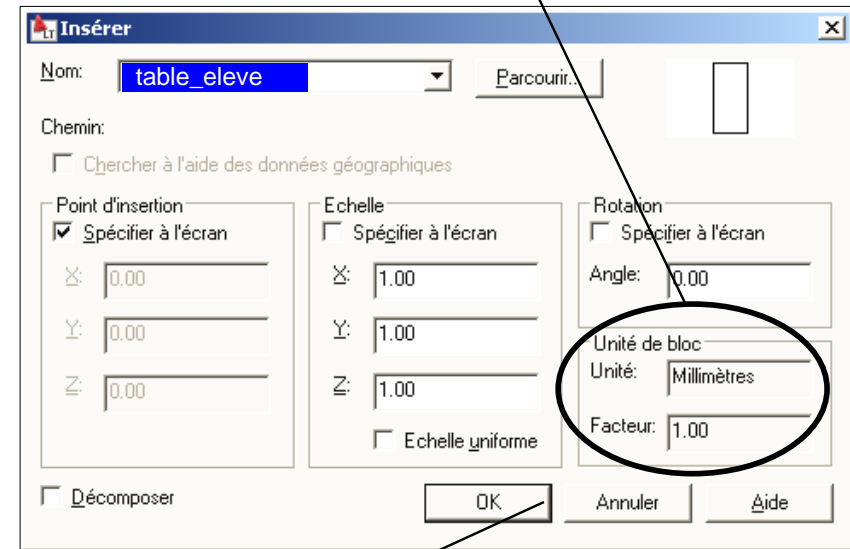 Insérer
Nom: table_eleve Parcourir...
Chemin:
Chercher à l'aide des données géographiques
Point d'insertion
Spécifier à l'écran
X: 0.00
Y: 0.00
Z: 0.00
Echelle
Spécifier à l'écran
X: 1.00
Y: 1.00
Z: 1.00
Echelle uniforme
Rotation
Spécifier à l'écran
Angle: 0.00
Unité de bloc
Unité: Millimètres
Facteur: 1.00
Décomposer
OK Annuler Aide